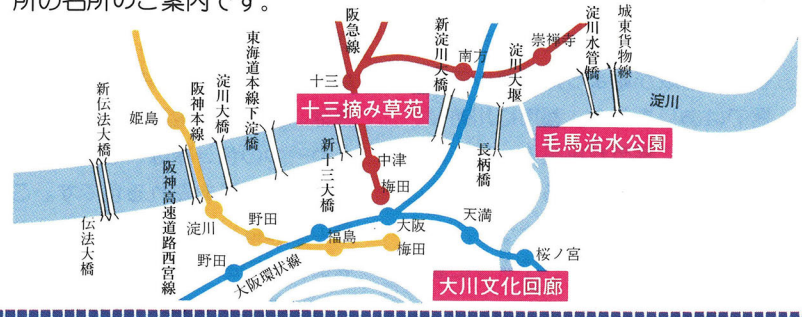 所の名所のご案内です。
阪急線
新淀川大橋
淀川大堰
崇禅寺
淀川水管橋
城東貨物線
南方
十三
淀川
新伝法大橋
姫島
阪神本線
淀川大橋
東海道本線下淀橋
十三摘み草苑
毛馬治水公園
長柄橋
新十三大橋
中津
梅田
伝法大橋
阪神高速道路西宮線
淀川
野田
福島
大阪
梅田
天満
桜ノ宮
野田
大阪環状線
大川文化回廊